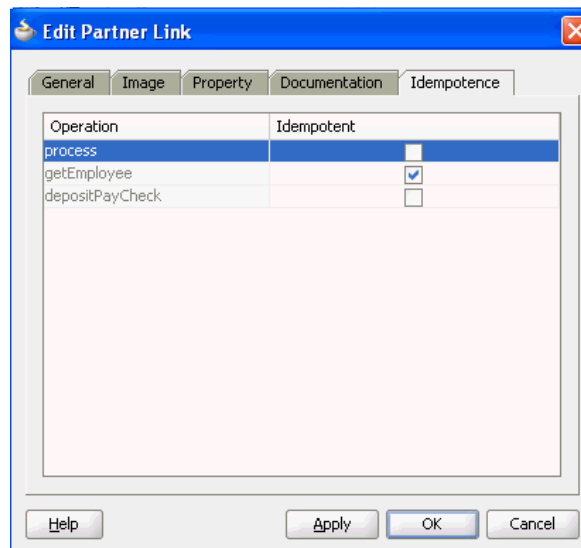 Edit Partner Link
General Image Property Documentation Idempotence
Operation Idempotent
process
getEmployee
depositPayCheck
Help Apply OK Cancel